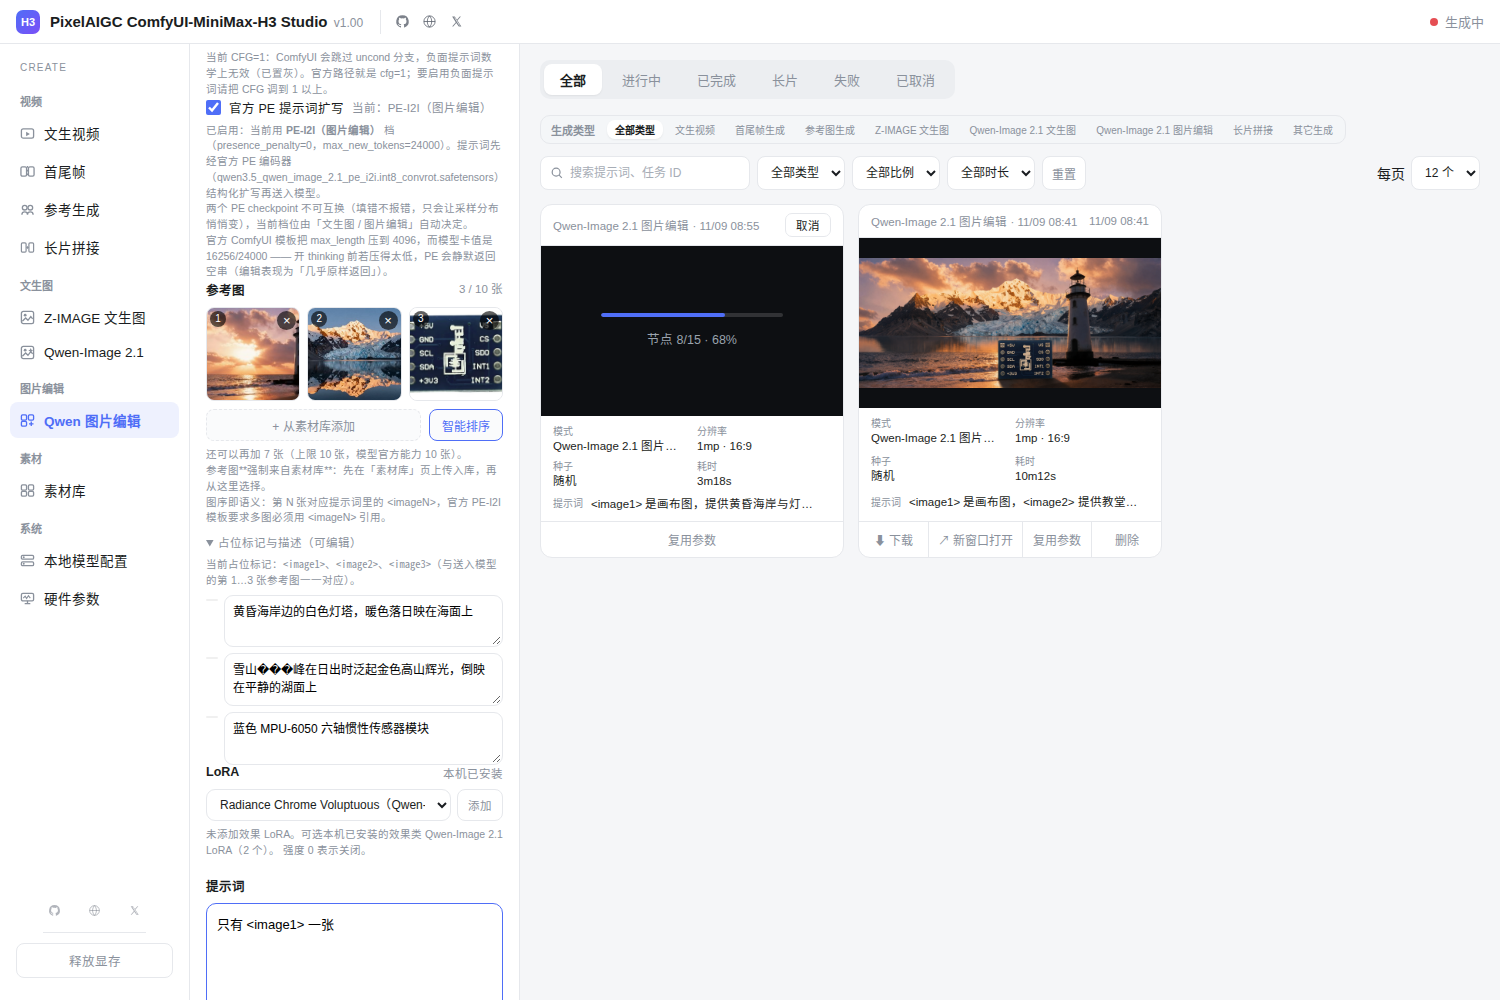 H3 PixelAIGC ComfyUI-MiniMax-H3 Studio v1.00
生成中
CREATE
视频
文生视频
首尾帧
参考生成
长片拼接
文生图
Z-IMAGE 文生图
Qwen-Image 2.1
图片编辑
Qwen 图片编辑
素材
素材库
系统
本地模型配置
硬件参数
释放显存
当前 CFG=1：ComfyUI 会跳过 uncond 分支，负面提示词数
学上无效（已置灰）。官方路径就是 cfg=1；要启用负面提示
词请把 CFG 调到 1 以上。
官方 PE 提示词扩写 当前：PE-I2I（图片编辑）
已启用：当前用 PE-I2I（图片编辑） 档
（presence_penalty=0，max_new_tokens=24000）。提示词先
经官方 PE 编码器
（qwen3.5_qwen_image_2.1_pe_i2i.int8_convrot.safetensors）
结构化扩写再送入模型。
两个 PE checkpoint 不可互换（填错不报错，只会让采样分布
悄悄变），当前档位由「文生图 / 图片编辑」自动决定。
官方 ComfyUI 模板把 max_length 压到 4096，而模型卡值是
16256/24000 —— 开 thinking 前若压得太低，PE 会静默返回
空串（编辑表现为「几乎原样返回」）。
参考图 3 / 10 张
1 × 2 × 3 ×
+5V
GND
SCL
SDA
+3V3
CS
SDO
INT1
INT2
+ 从素材库添加
智能排序
还可以再加 7 张（上限 10 张，模型官方能力 10 张）。
参考图**强制来自素材库**：先在「素材库」页上传入库，再
从这里选择。
图序即语义：第 N 张对应提示词里的 <imageN>，官方 PE-I2I
模板要求多图必须用 <imageN> 引用。
▼ 占位标记与描述（可编辑）
当前占位标记：<image1>、<image2>、<image3>（与送入模型
的第 1…3 张参考图一一对应）。
黄昏海岸边的白色灯塔，暖色落日映在海面上
雪山���峰在日出时泛起金色高山辉光，倒映
在平静的湖面上
蓝色 MPU-6050 六轴惯性传感器模块
LoRA 本机已安装
Radiance Chrome Voluptuous（Qwen-
添加
未添加效果 LoRA。可选本机已安装的效果类 Qwen-Image 2.1
LoRA（2 个）。 强度 0 表示关闭。
提示词
只有 <image1> 一张
全部 进行中 已完成 长片 失败 已取消
生成类型 全部类型 文生视频 首尾帧生成 参考图生成 Z-IMAGE 文生图 Qwen-Image 2.1 文生图 Qwen-Image 2.1 图片编辑 长片拼接 其它生成
搜索提示词、任务 ID 全部类型 全部比例 全部时长 重置 每页 12 个
Qwen-Image 2.1 图片编辑 · 11/09 08:55 取消
节点 8/15 · 68%
模式 分辨率
Qwen-Image 2.1 图片… 1mp · 16:9
种子 耗时
随机 3m18s
提示词 <image1> 是画布图，提供黄昏海岸与灯…
复用参数
Qwen-Image 2.1 图片编辑 · 11/09 08:41 11/09 08:41
模式 分辨率
Qwen-Image 2.1 图片… 1mp · 16:9
种子 耗时
随机 10m12s
提示词 <image1> 是画布图，<image2> 提供教堂…
下载 ↗ 新窗口打开 复用参数 删除